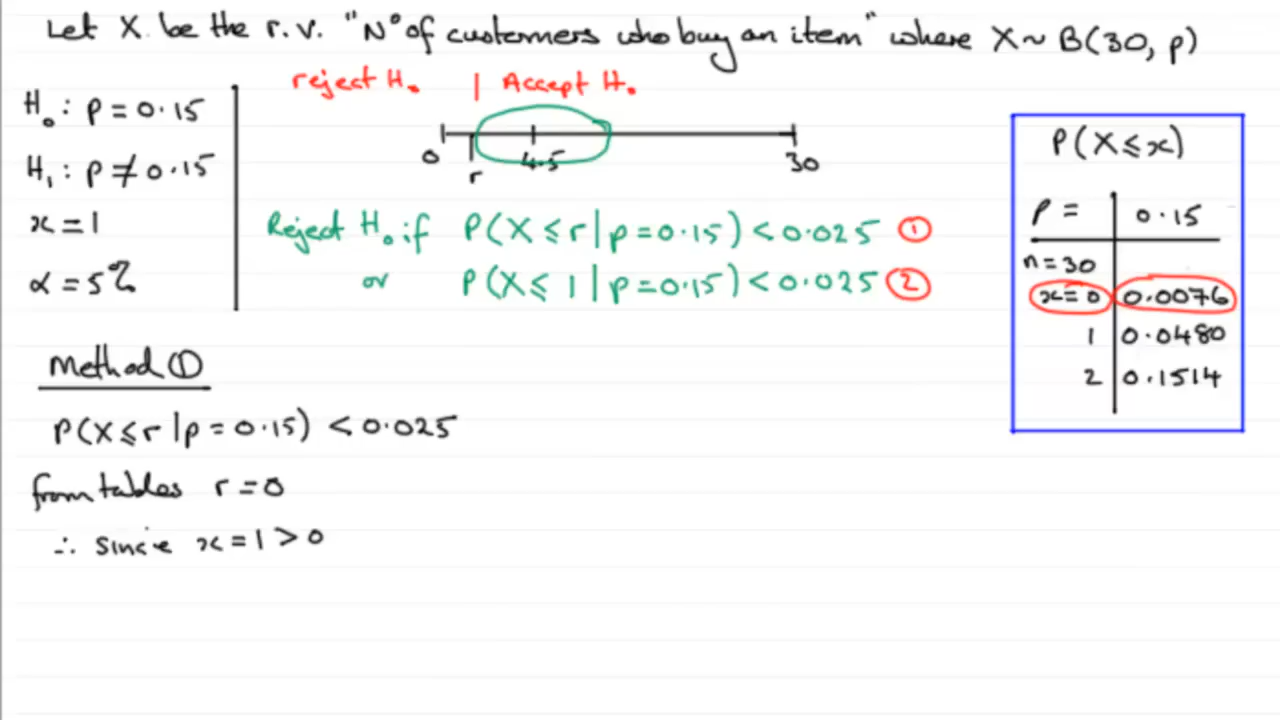 Let X be the r.v. "N° of customers who buy an item" where X ~ B(30, p)
reject H₀ | Accept H₀
H₀ : p = 0.15
H₁ : p ≠ 0.15
x = 1
α = 5%
0 r 4.5 30
Reject H₀ if P(X ≤ r | p = 0.15) < 0.025 ①
or P(X ≤ 1 | p = 0.15) < 0.025 ②
Method ①
P(X ≤ r | p = 0.15) < 0.025
from tables r = 0
∴ since x = 1 > 0
P(X ≤ x)
p = 0.15
n = 30
x = 0 0.0076
1 0.0480
2 0.1514